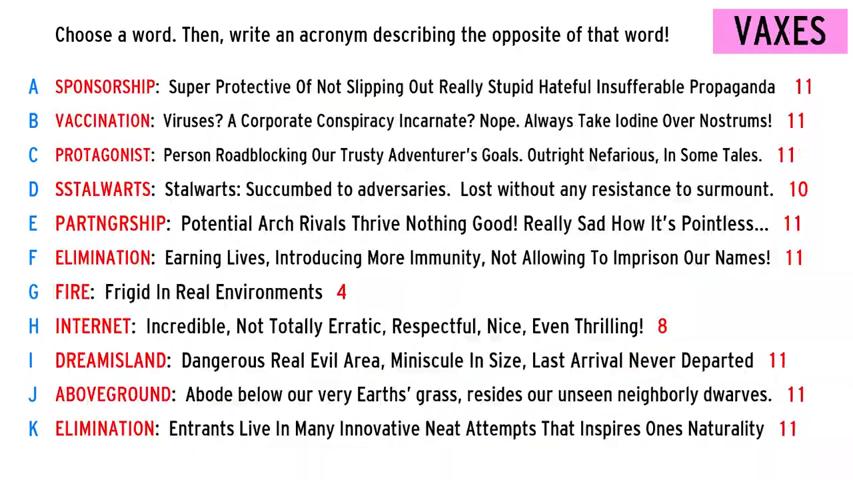 Choose a word. Then, write an acronym describing the opposite of that word!
VAXES
A SPONSORSHIP: Super Protective Of Not Slipping Out Really Stupid Hateful Insufferable Propaganda 11
B VACCINATION: Viruses? A Corporate Conspiracy Incarnate? Nope. Always Take Iodine Over Nostrums! 11
C PROTAGONIST: Person Roadblocking Our Trusty Adventurer's Goals. Outright Nefarious, In Some Tales. 11
D SSTALWARTS: Stalwarts: Succumbed to adversaries. Lost without any resistance to surmount. 10
E PARTNGRSHIP: Potential Arch Rivals Thrive Nothing Good! Really Sad How It's Pointless... 11
F ELIMINATION: Earning Lives, Introducing More Immunity, Not Allowing To Imprison Our Names! 11
G FIRE: Frigid In Real Environments 4
H INTERNET: Incredible, Not Totally Erratic, Respectful, Nice, Even Thrilling! 8
I DREAMISLAND: Dangerous Real Evil Area, Miniscule In Size, Last Arrival Never Departed 11
J ABOVEGROUND: Abode below our very Earths' grass, resides our unseen neighborly dwarves. 11
K ELIMINATION: Entrants Live In Many Innovative Neat Attempts That Inspires Ones Naturality 11